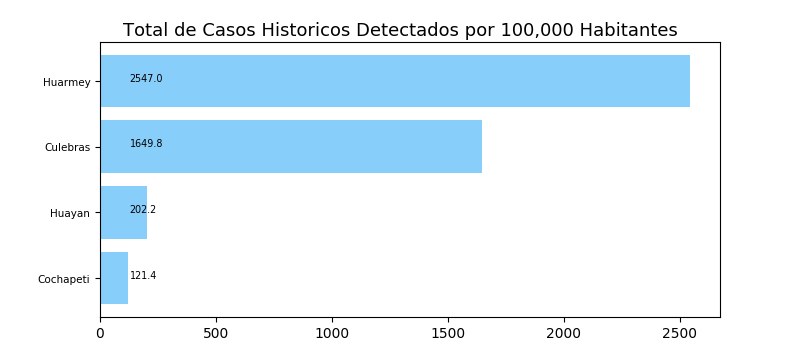 Total de Casos Historicos Detectados por 100,000 Habitantes
Huarmey 2547.0
Culebras 1649.8
Huayan 202.2
Cochapeti 121.4
0 500 1000 1500 2000 2500